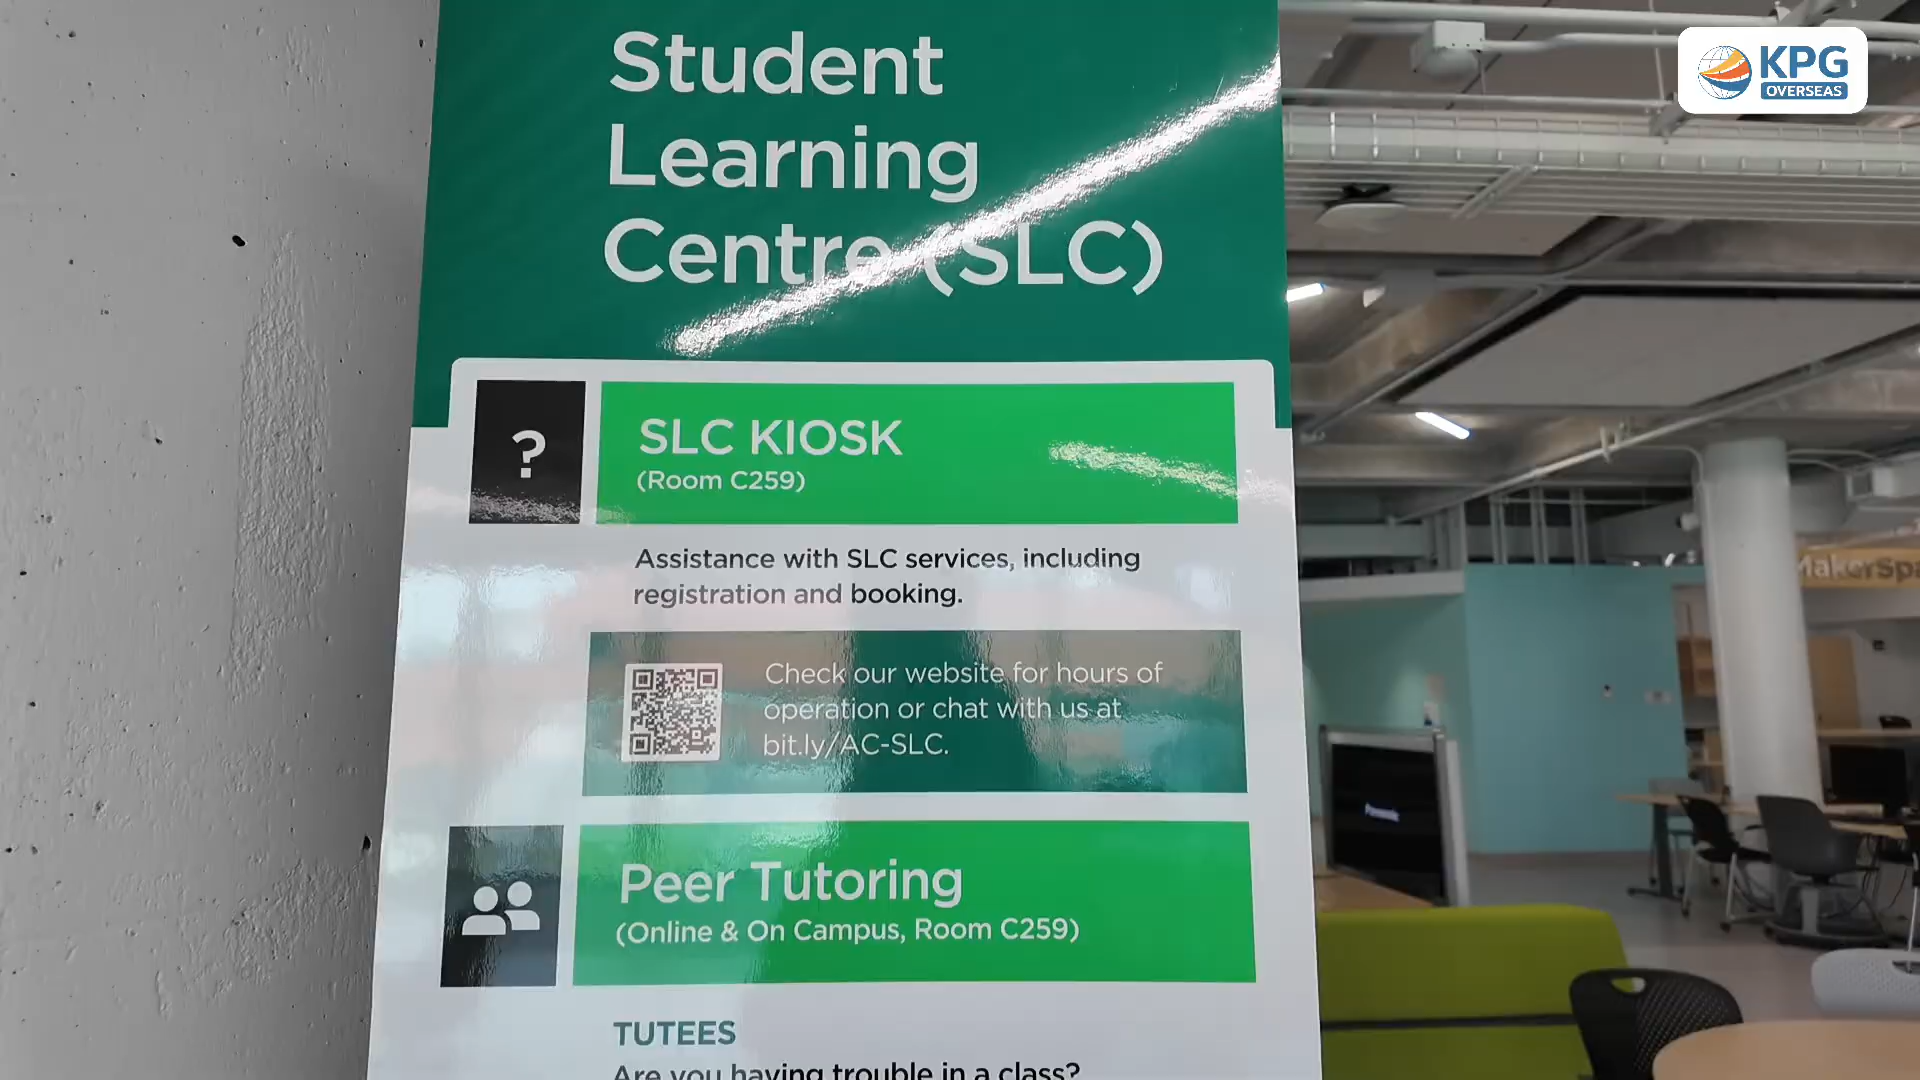 Student
Learning
Centre (SLC)
KPG
OVERSEAS
?
SLC KIOSK
(Room C259)
Assistance with SLC services, including
registration and booking.
Check our website for hours of
operation or chat with us at
bit.ly/AC-SLC.
Peer Tutoring
(Online & On Campus, Room C259)
TUTEES
Are you having trouble in a class?
MakerSpa
Panasonic